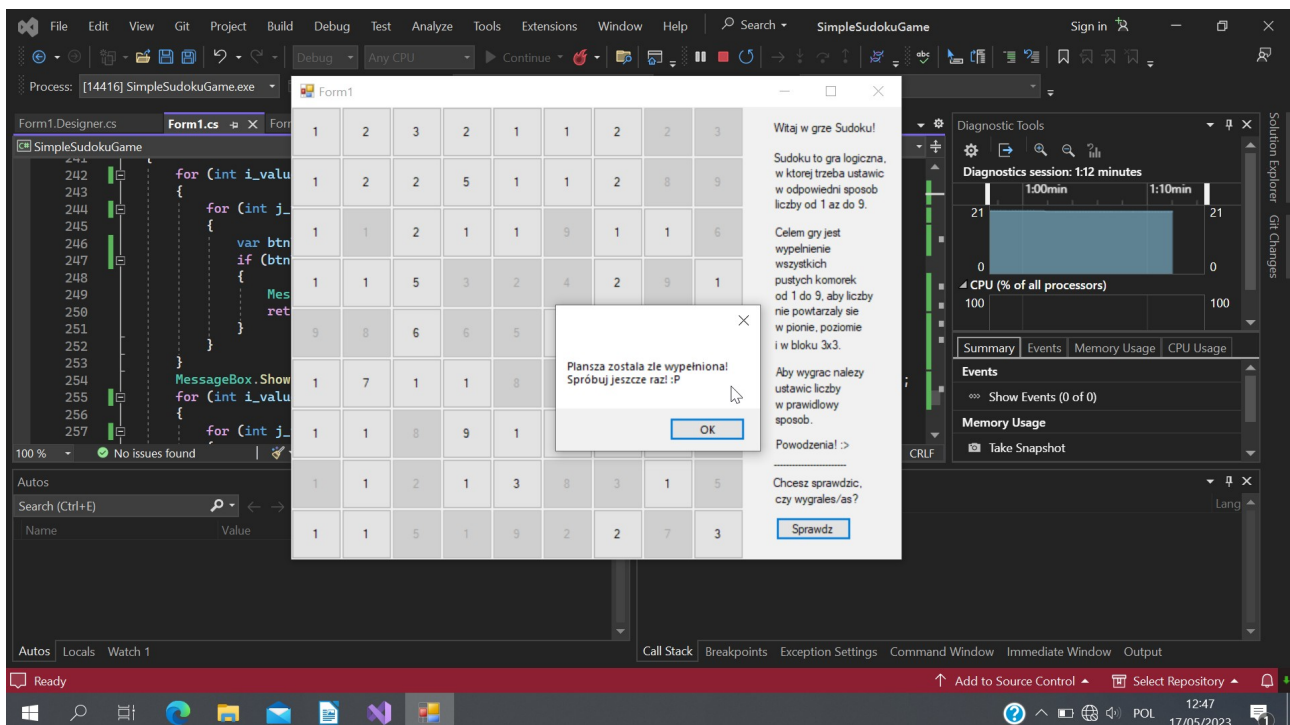 File Edit View Git Project Build Debug Test Analyze Tools Extensions Window Help Search SimpleSudokuGame Sign in
Debug Any CPU Continue
Process: [14416] SimpleSudokuGame.exe
Form1
Form1.Designer.cs Form1.cs
SimpleSudokuGame
242 for (int i_valu
243 {
244 for (int j_
245 {
246 var btn
247 if (btn
248 {
249 Mes
250 ret
251 }
252 }
253 }
254 MessageBox.Show
255 for (int i_valu
256 {
257 for (int j_
100 % No issues found
CRLF
1 2 3 2 1 1 2 2 3
1 2 2 5 1 1 2 8 9
1 1 2 1 1 9 1 1 6
1 1 5 3 2 4 2 9 1
9 8 6 6 5
1 7 1 1 8
1 1 8 9 1
1 1 2 1 3 8 3 1 5
1 1 5 1 9 2 2 7 3
Plansza zostala zle wypełniona!
Spróbuj jeszcze raz! :P
OK
Witaj w grze Sudoku!
Sudoku to gra logiczna,
w ktorej trzeba ustawic
w odpowiedni sposob
liczby od 1 az do 9.
Celem gry jest
wypelnienie
wszystkich
pustych komorek
od 1 do 9, aby liczby
nie powtarzaly sie
w pionie, poziomie
i w bloku 3x3.
Aby wygrac nalezy
ustawic liczby
w prawidlowy
sposob.
Powodzenia! :>
------------------------
Chcesz sprawdzic,
czy wygrales/as?
Sprawdz
Diagnostic Tools
Diagnostics session: 1:12 minutes
1:00min 1:10min
21 21
0 0
CPU (% of all processors)
100 100
Summary Events Memory Usage CPU Usage
Events
Show Events (0 of 0)
Memory Usage
Take Snapshot
Solution Explorer
Git Changes
Autos
Search (Ctrl+E)
Name Value
Lang
Autos Locals Watch 1
Call Stack Breakpoints Exception Settings Command Window Immediate Window Output
Ready
Add to Source Control Select Repository
POL
12:47
17/05/2023